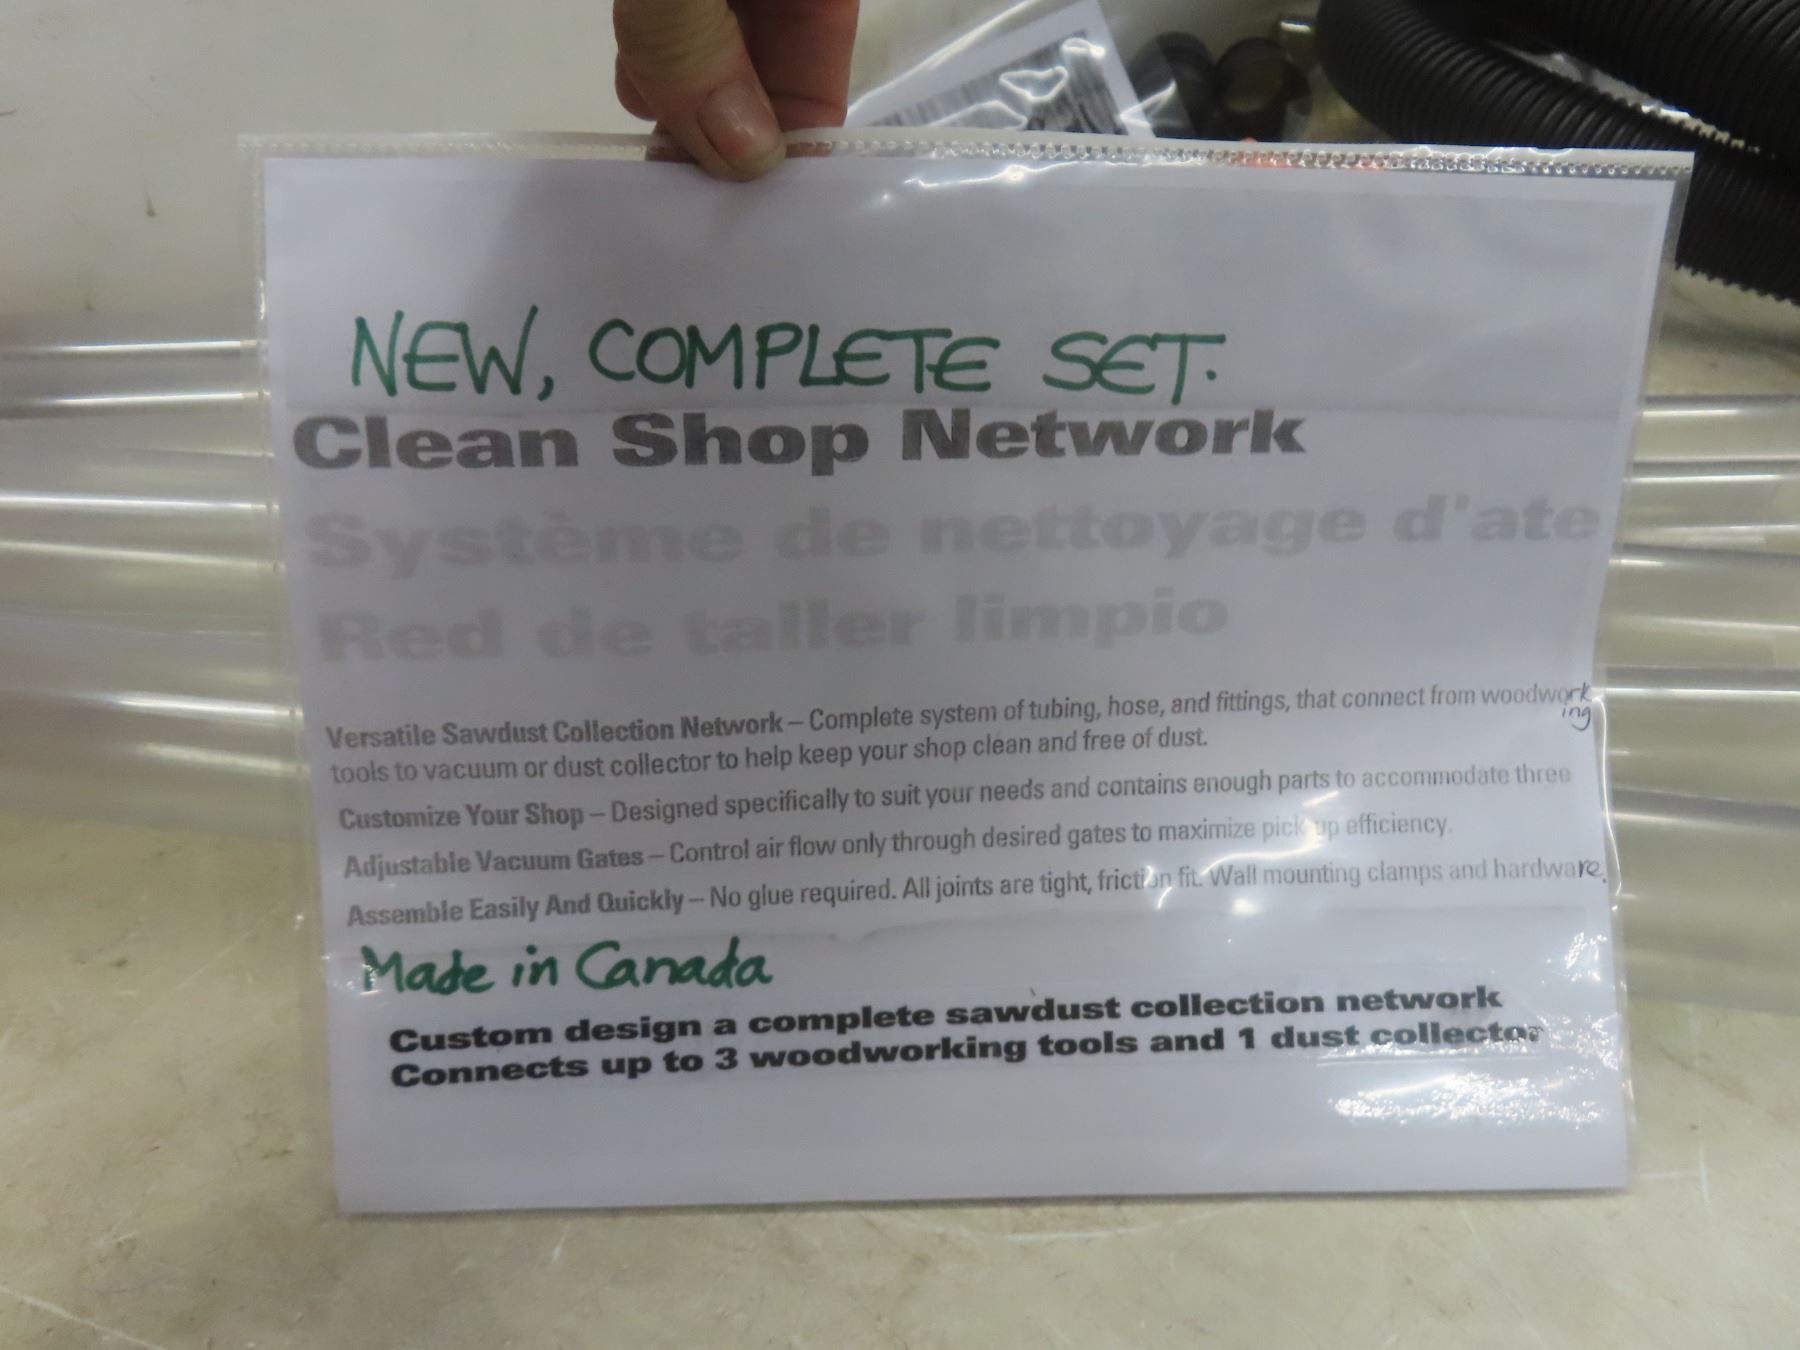 NEW, COMPLETE SET.
Clean Shop Network
Système de nettoyage d'ate
Red de taller limpio
Versatile Sawdust Collection Network – Complete system of tubing, hose, and fittings, that connect from woodworking
tools to vacuum or dust collector to help keep your shop clean and free of dust.
Customize Your Shop – Designed specifically to suit your needs and contains enough parts to accommodate three
Adjustable Vacuum Gates – Control air flow only through desired gates to maximize pick up efficiency.
Assemble Easily And Quickly – No glue required. All joints are tight, friction fit. Wall mounting clamps and hardware.
Made in Canada
Custom design a complete sawdust collection network
Connects up to 3 woodworking tools and 1 dust collector